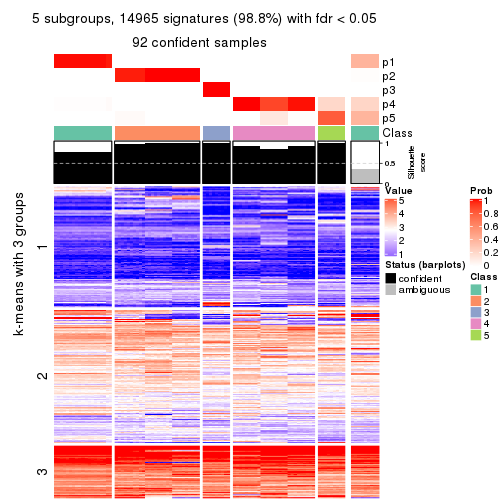 5 subgroups, 14965 signatures (98.8%) with fdr < 0.05
92 confident samples
p1
p2
p3
p4
p5
Class
1
0.5
0
Silhouette
score
k-means with 3 groups
1
2
3
Value
5
4
3
2
1
Status (barplots)
confident
ambiguous
Prob
1
0.8
0.6
0.4
0.2
0
Class
1
2
3
4
5